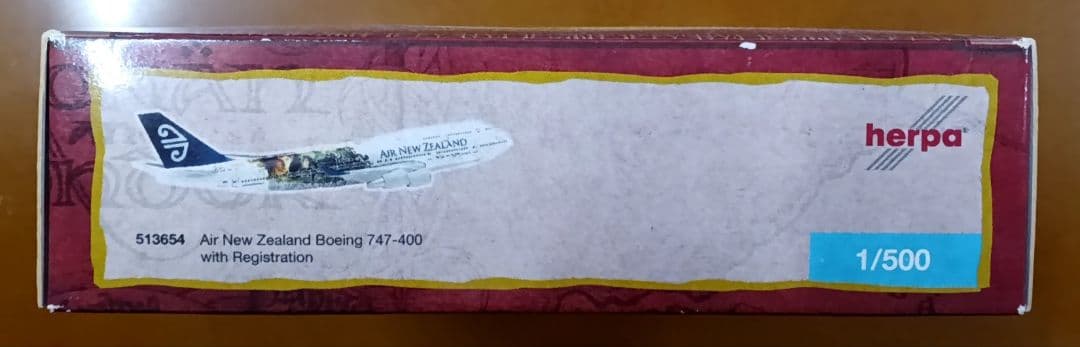 AIR NEW ZEALAND
herpa
513654 Air New Zealand Boeing 747-400
with Registration
1/500